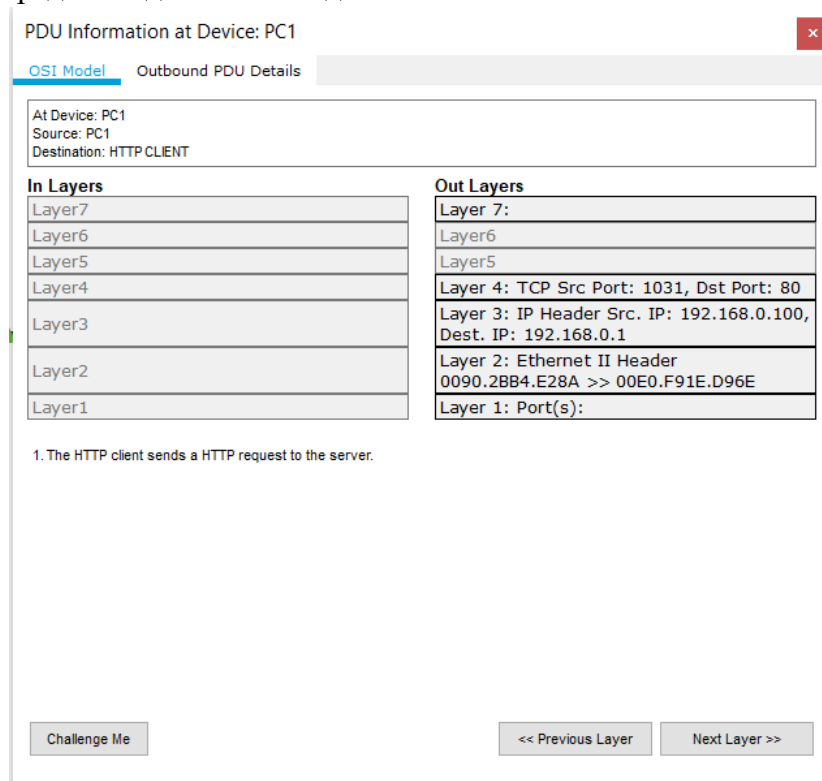 PDU Information at Device: PC1
×
OSI Model Outbound PDU Details
At Device: PC1
Source: PC1
Destination: HTTP CLIENT
In Layers
Layer7
Layer6
Layer5
Layer4
Layer3
Layer2
Layer1
Out Layers
Layer 7:
Layer6
Layer5
Layer 4: TCP Src Port: 1031, Dst Port: 80
Layer 3: IP Header Src. IP: 192.168.0.100,
Dest. IP: 192.168.0.1
Layer 2: Ethernet II Header
0090.2BB4.E28A >> 00E0.F91E.D96E
Layer 1: Port(s):
1. The HTTP client sends a HTTP request to the server.
Challenge Me
<< Previous Layer
Next Layer >>